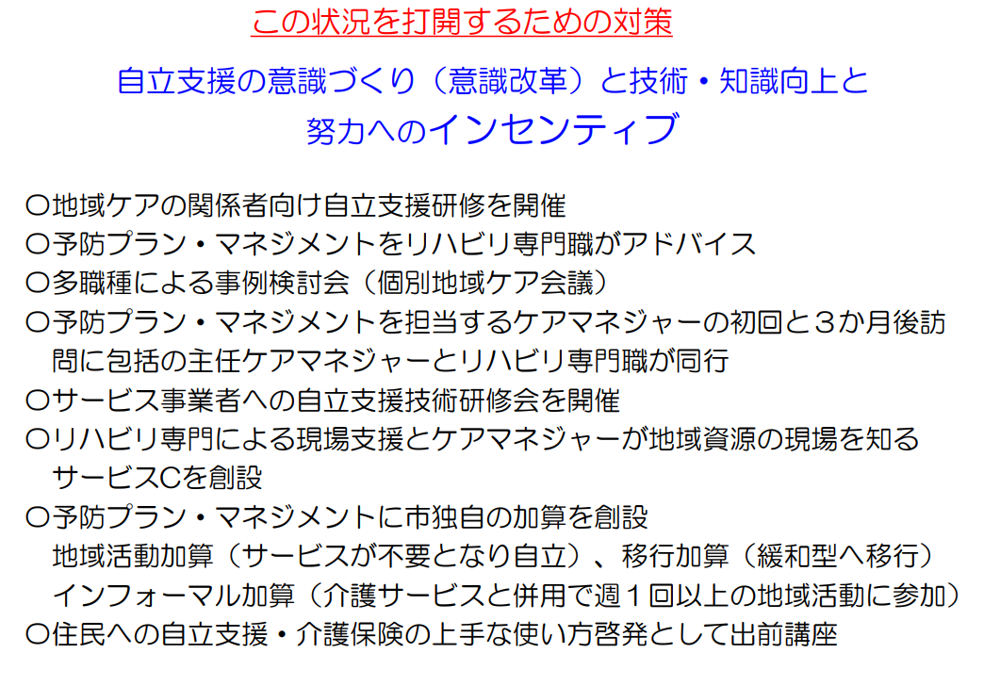 この状況を打開するための対策
自立支援の意識づくり（意識改革）と技術・知識向上と
努力へのインセンティブ
〇地域ケアの関係者向け自立支援研修を開催
〇予防プラン・マネジメントをリハビリ専門職がアドバイス
〇多職種による事例検討会（個別地域ケア会議）
〇予防プラン・マネジメントを担当するケアマネジャーの初回と３か月後訪
問に包括の主任ケアマネジャーとリハビリ専門職が同行
〇サービス事業者への自立支援技術研修会を開催
〇リハビリ専門による現場支援とケアマネジャーが地域資源の現場を知る
サービスCを創設
〇予防プラン・マネジメントに市独自の加算を創設
地域活動加算（サービスが不要となり自立）、移行加算（緩和型へ移行）
インフォーマル加算（介護サービスと併用で週１回以上の地域活動に参加）
〇住民への自立支援・介護保険の上手な使い方啓発として出前講座